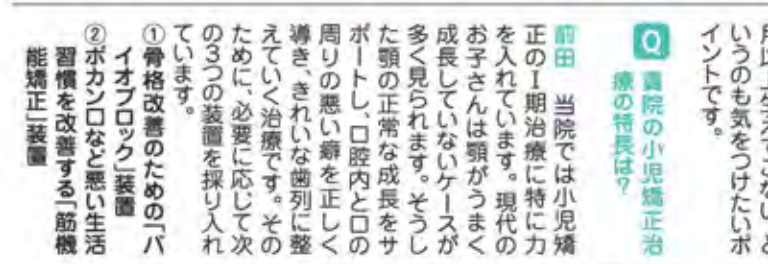 いうのも気をつけたいポ
イントです。
Q 貴院の小児矯正治
療の特長は?
前田 当院では小児矯
正のⅠ期治療に特に力
を入れています。現代の
お子さんは顎がうまく
成長していないケースが
多く見られます。そうし
た顎の正常な成長をサ
ポートし、口腔内と口の
周りの悪い癖を正しく
導き、きれいな歯列に整
えていく治療です。その
ために、必要に応じて次
の3つの装置を採り入れ
ています。
①骨格改善のための「バ
イオブロック」装置
②ポカン口など悪い生活
習慣を改善する「筋機
能矯正」装置